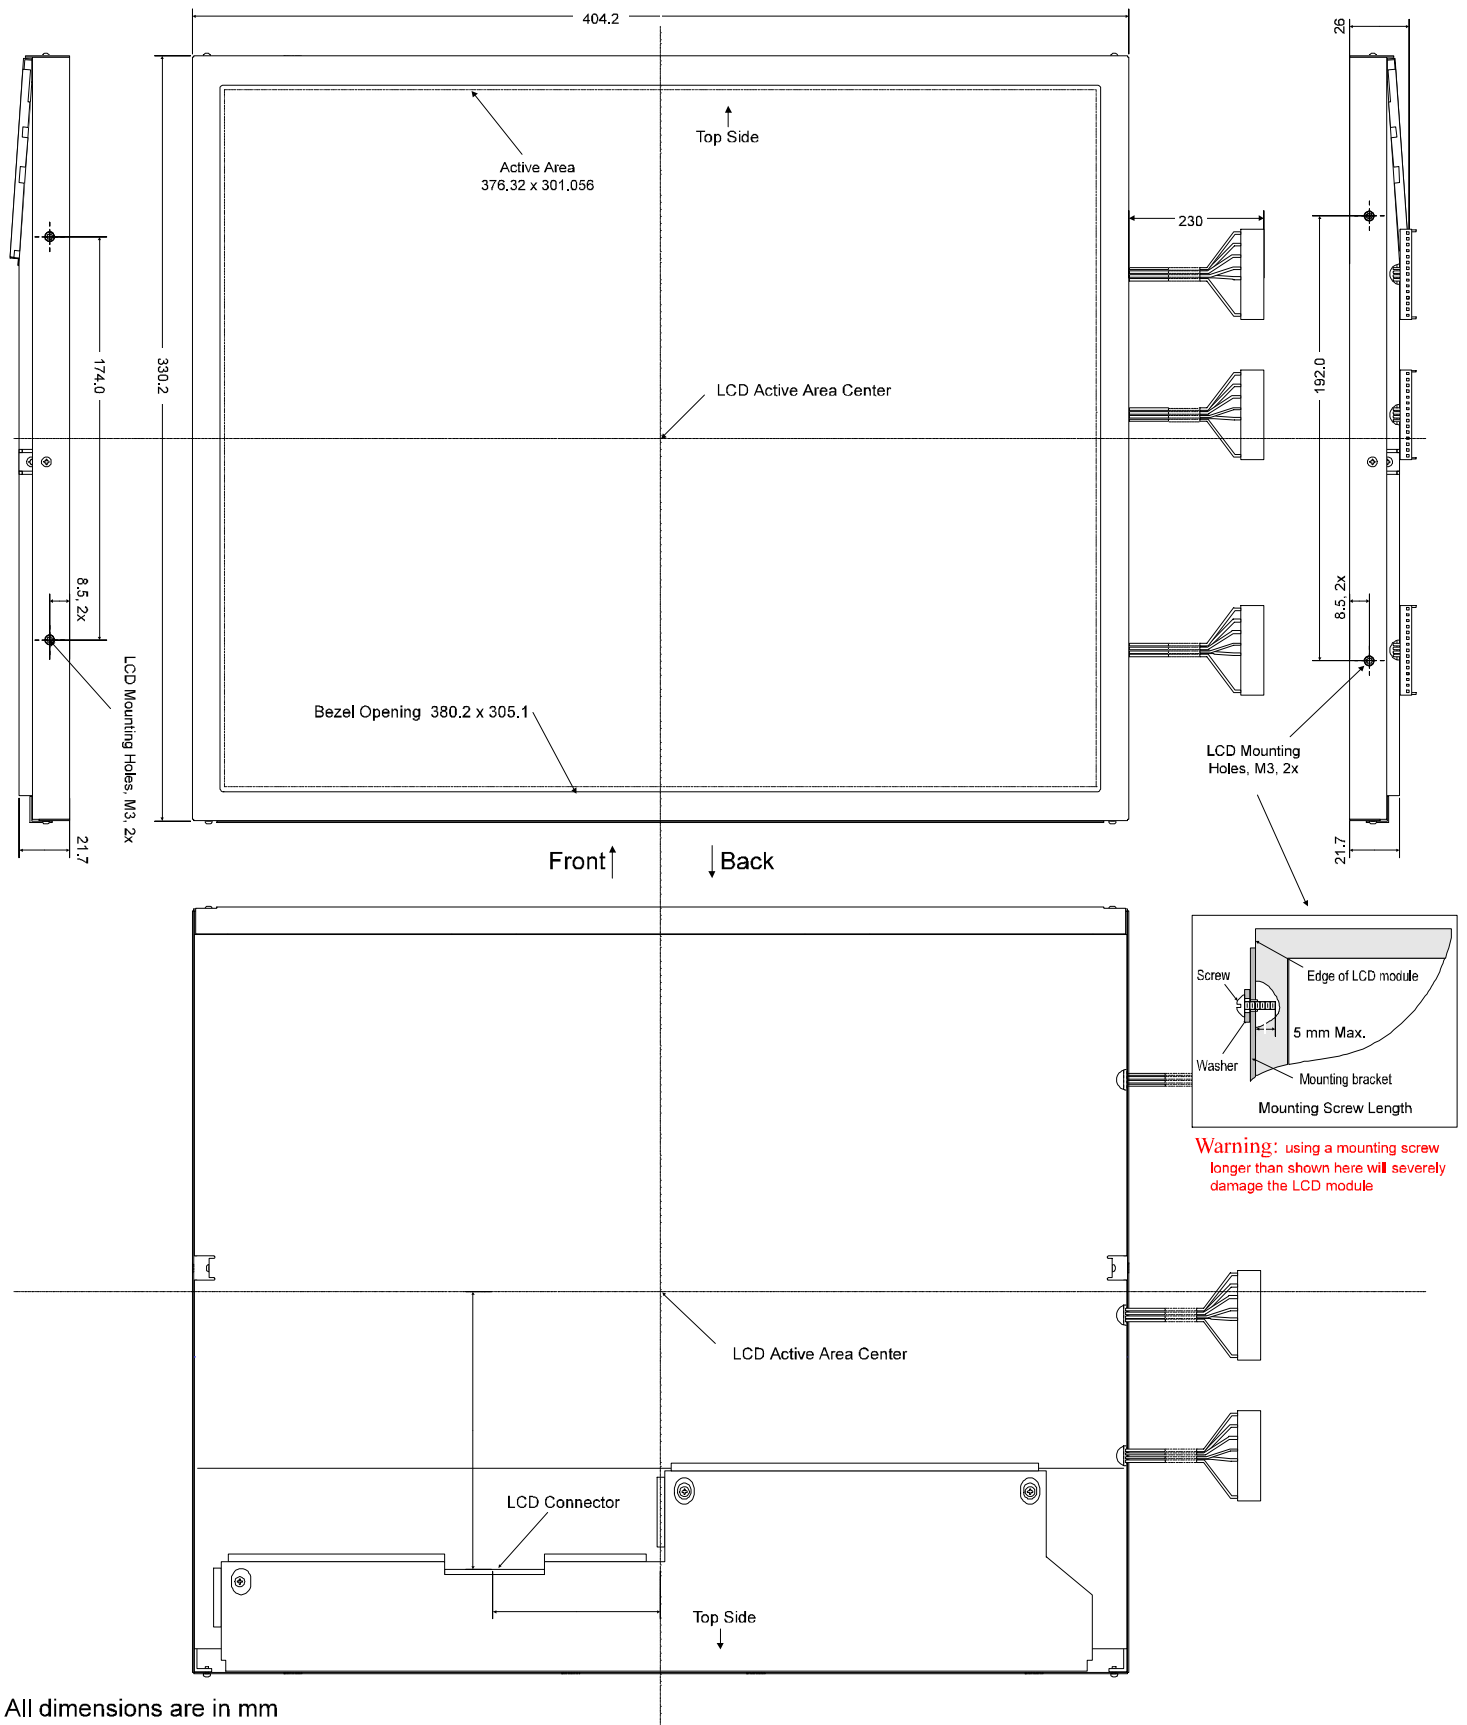 404.2
26
Top Side
Active Area
376.32 x 301.056
230
174.0
330.2
LCD Active Area Center
192.0
8.5, 2x
8.5, 2x
LCD Mounting Holes, M3, 2x
Bezel Opening 380.2 x 305.1
LCD Mounting
Holes, M3, 2x
21.7
21.7
Front
Back
Screw
Edge of LCD module
5 mm Max.
Washer
Mounting bracket
Mounting Screw Length
Warning: using a mounting screw
longer than shown here will severely
damage the LCD module
LCD Active Area Center
LCD Connector
Top Side
All dimensions are in mm